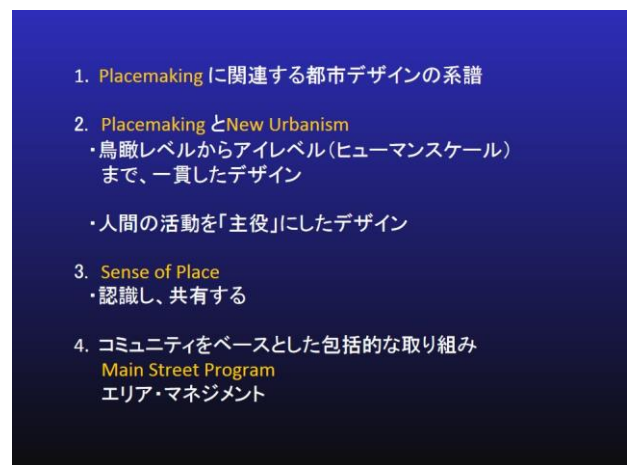 1. Placemaking に関連する都市デザインの系譜
2. Placemaking とNew Urbanism
・鳥瞰レベルからアイレベル(ヒューマンスケール)
まで、一貫したデザイン
・人間の活動を「主役」にしたデザイン
3. Sense of Place
・認識し、共有する
4. コミュニティをベースとした包括的な取り組み
Main Street Program
エリア・マネジメント